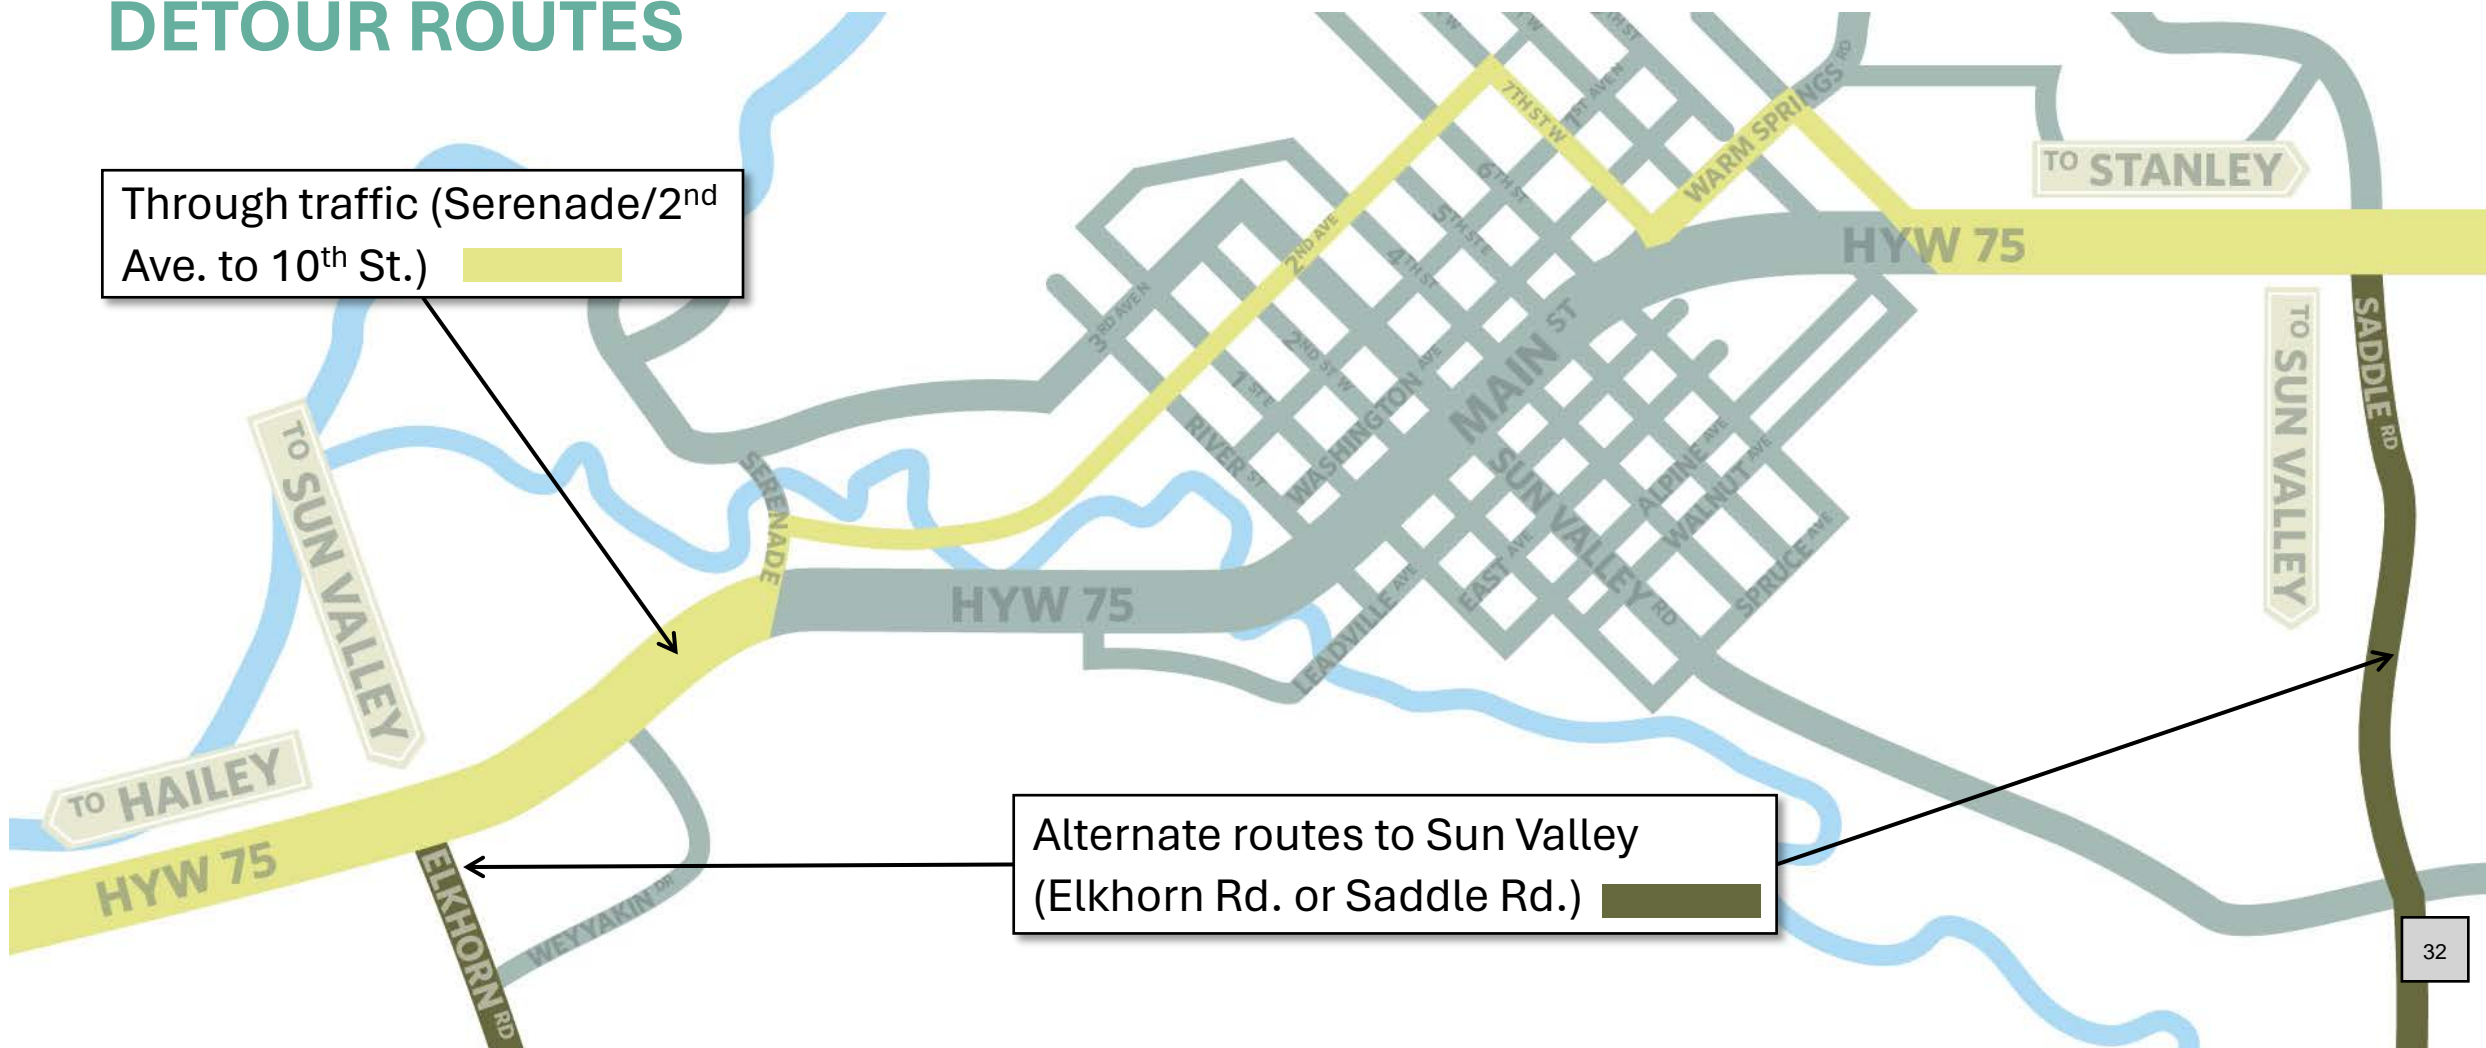 DETOUR ROUTES
Through traffic (Serenade/2nd
Ave. to 10th St.)
TO STANLEY
TO SUN VALLEY
TO SUN VALLEY
TO HAILEY
HYW 75
HYW 75
HYW 75
MAIN ST
SUN VALLEY RD
WARM SPRINGS RD
7TH ST W
1ST AVE N
6TH ST
5TH ST E
4TH ST
2ND AVE
3RD AVE N
2ND ST W
1ST E
RIVER ST
WASHINGTON AVE
LEADVILLE AVE
EAST AVE
ALPINE AVE
WALNUT AVE
SPRUCE AVE
SERENADE
SADDLE RD
ELKHORN RD
WEYYAKIN DR
Alternate routes to Sun Valley
(Elkhorn Rd. or Saddle Rd.)
32